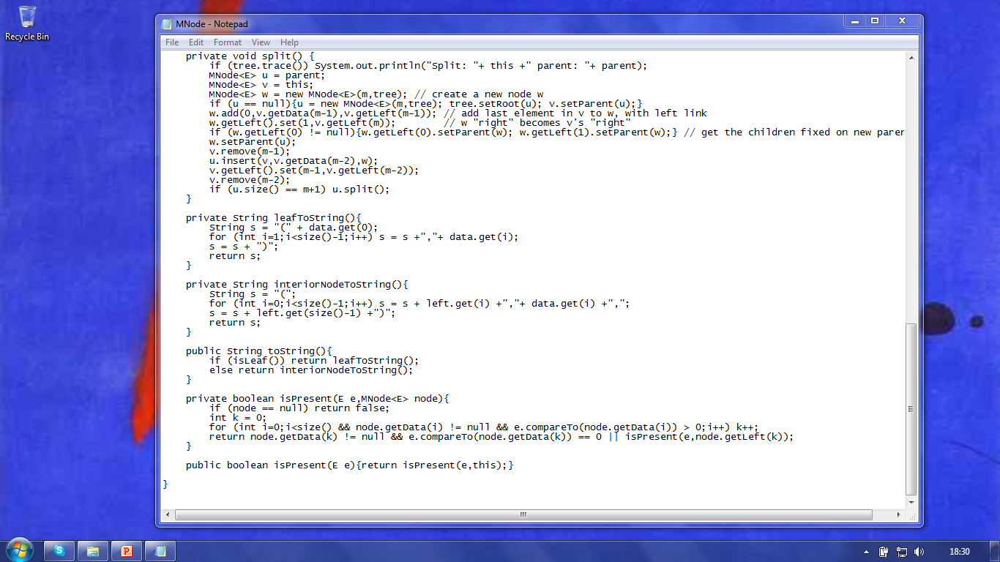 Recycle Bin
MNode - Notepad
File Edit Format View Help
    private void split() {
        if (tree.trace()) System.out.println("Split: "+ this +" parent: "+ parent);
        MNode<E> u = parent;
        MNode<E> v = this;
        MNode<E> w = new MNode<E>(m,tree); // create a new node w
        if (u == null){u = new MNode<E>(m,tree); tree.setRoot(u); v.setParent(u);}
        w.add(0,v.getData(m-1),v.getLeft(m-1)); // add last element in v to w, with left link
        w.getLeft().set(1,v.getLeft(m));        // w "right" becomes v's "right"
        if (w.getLeft(0) != null){w.getLeft(0).setParent(w); w.getLeft(1).setParent(w);} // get the children fixed on new paren
        w.setParent(u);
        v.remove(m-1);
        u.insert(v,v.getData(m-2),w);
        v.getLeft().set(m-1,v.getLeft(m-2));
        v.remove(m-2);
        if (u.size() == m+1) u.split();
    }
    private String leafToString(){
        String s = "(" + data.get(0);
        for (int i=1;i<size()-1;i++) s = s +","+ data.get(i);
        s = s + ")";
        return s;
    }
    private String interiorNodeToString(){
        String s = "(";
        for (int i=0;i<size()-1;i++) s = s + left.get(i) +","+ data.get(i) +",";
        s = s + left.get(size()-1) +")";
        return s;
    }
    public String toString(){
        if (isLeaf()) return leafToString();
        else return interiorNodeToString();
    }
    private boolean isPresent(E e,MNode<E> node){
        if (node == null) return false;
        int k = 0;
        for (int i=0;i<size() && node.getData(i) != null && e.compareTo(node.getData(i)) > 0;i++) k++;
        return node.getData(k) != null && e.compareTo(node.getData(k)) == 0 || isPresent(e,node.getLeft(k));
    }
    public boolean isPresent(E e){return isPresent(e,this);}
}
18:30